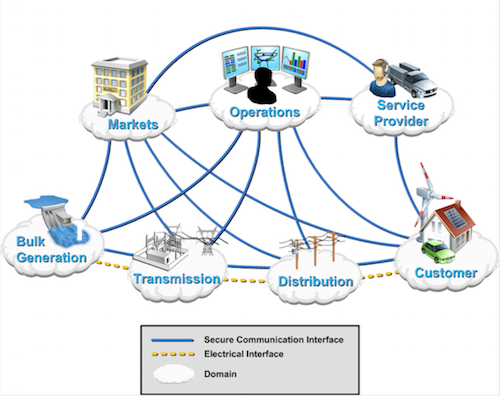 Markets
Operations
Service
Provider
Bulk
Generation
Transmission
Distribution
Customer
Secure Communication Interface
Electrical Interface
Domain